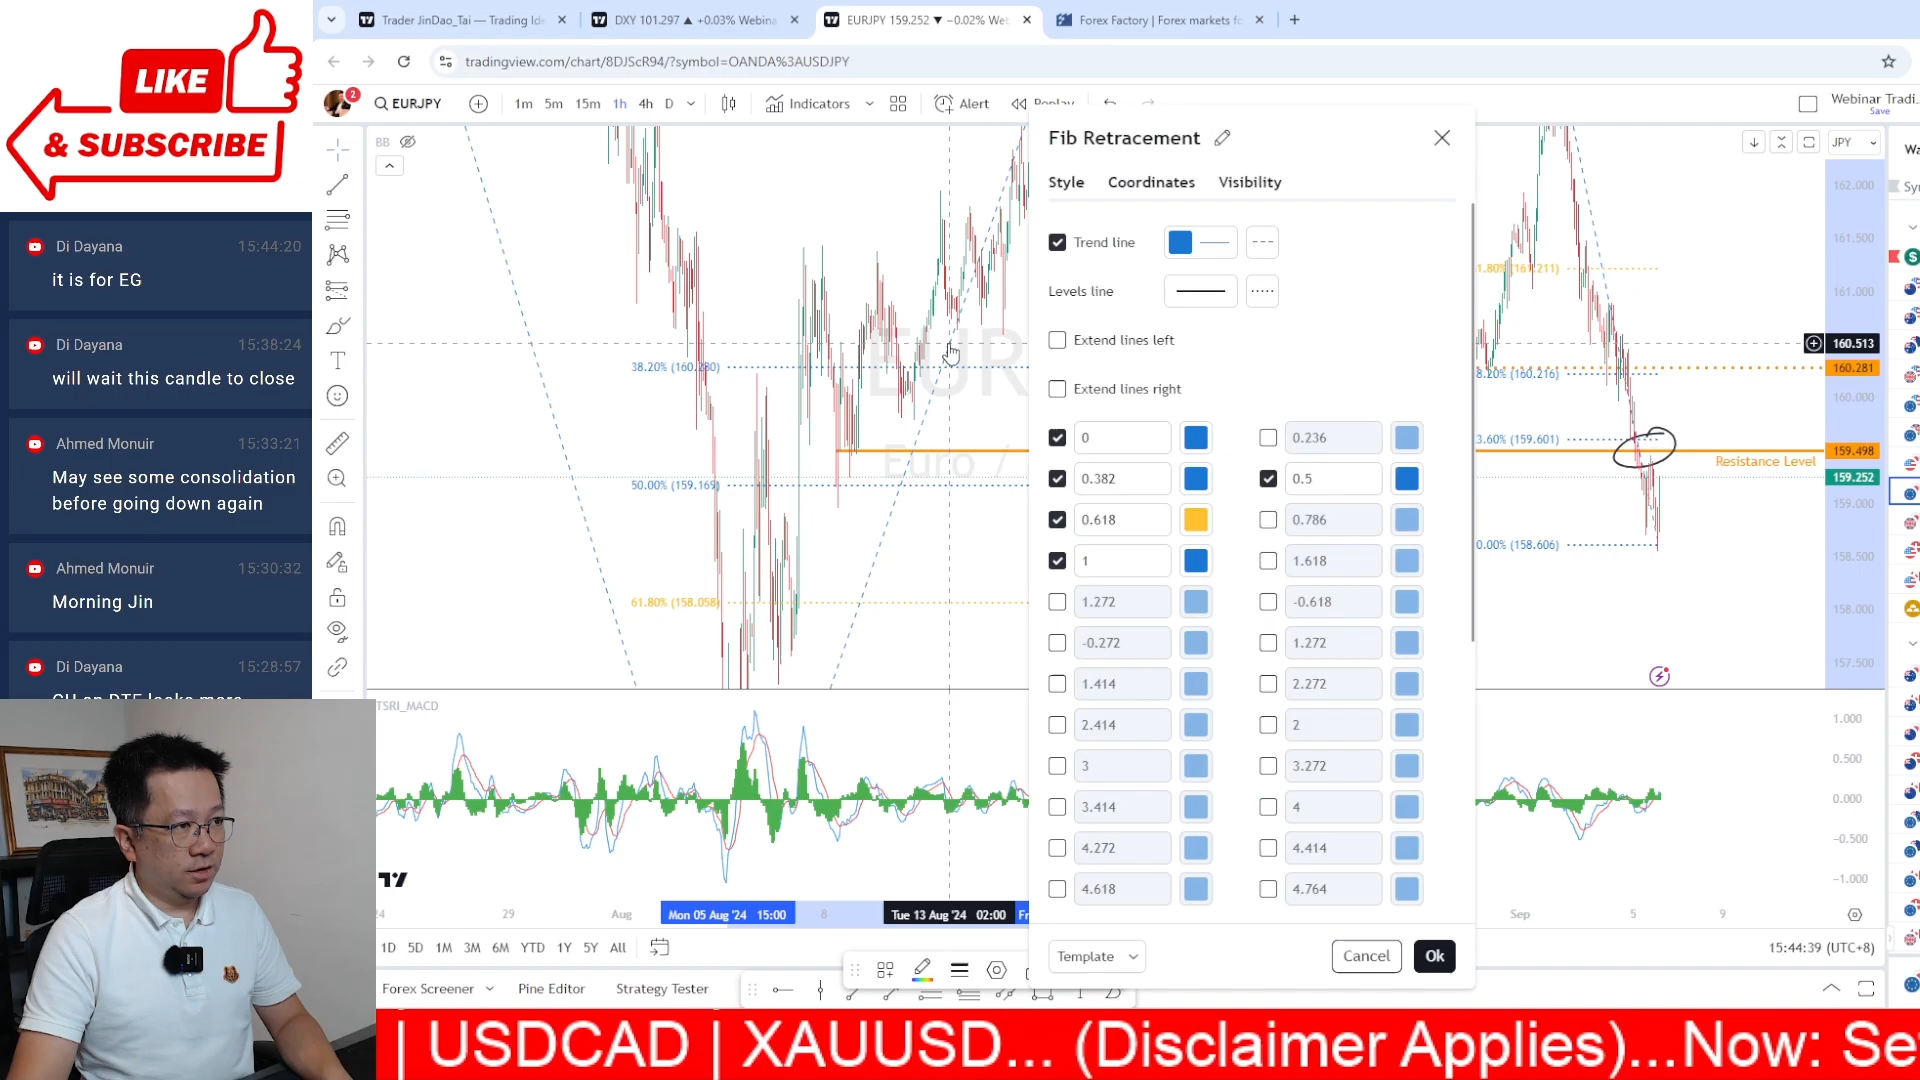 LIKE
& SUBSCRIBE
Di Dayana 15:44:20
it is for EG
Di Dayana 15:38:24
will wait this candle to close
Ahmed Monuir 15:33:21
May see some consolidation
before going down again
Ahmed Monuir 15:30:32
Morning Jin
Di Dayana 15:28:57
Trader JinDao_Tai — Trading Ide
DXY 101.297 ▲ +0.03% Webina
EURJPY 159.252 ▼ −0.02% We
Forex Factory | Forex markets fo
tradingview.com/chart/8DJScR94/?symbol=OANDA%3AUSDJPY
2 EURJPY 1m 5m 15m 1h 4h D Indicators Alert Replay
Webinar Tradi...
Save
BB
JPY
Fib Retracement
Style Coordinates Visibility
Trend line
Levels line
Extend lines left
Extend lines right
0 0.236
0.382 0.5
0.618 0.786
1 1.618
1.272 -0.618
-0.272 1.272
1.414 2.272
2.414 2
3 3.272
3.414 4
4.272 4.414
4.618 4.764
Template Cancel Ok
EUR
Euro /
38.20% (160.280)
50.00% (159.169)
61.80% (158.058)
1.80% (161.211)
8.20% (160.216)
3.60% (159.601)
0.00% (158.606)
Resistance Level
162.000
161.500
161.000
160.513
160.281
160.000
159.498
159.252
159.000
158.500
158.000
157.500
TSRI_MACD
1.000
0.500
0.000
−0.500
−1.000
24 29 Aug Mon 05 Aug '24 15:00 8 Tue 13 Aug '24 02:00 Fr Sep 5 9
1D 5D 1M 3M 6M YTD 1Y 5Y All
15:44:39 (UTC+8)
Forex Screener Pine Editor Strategy Tester
| USDCAD | XAUUSD... (Disclaimer Applies)...Now: Se